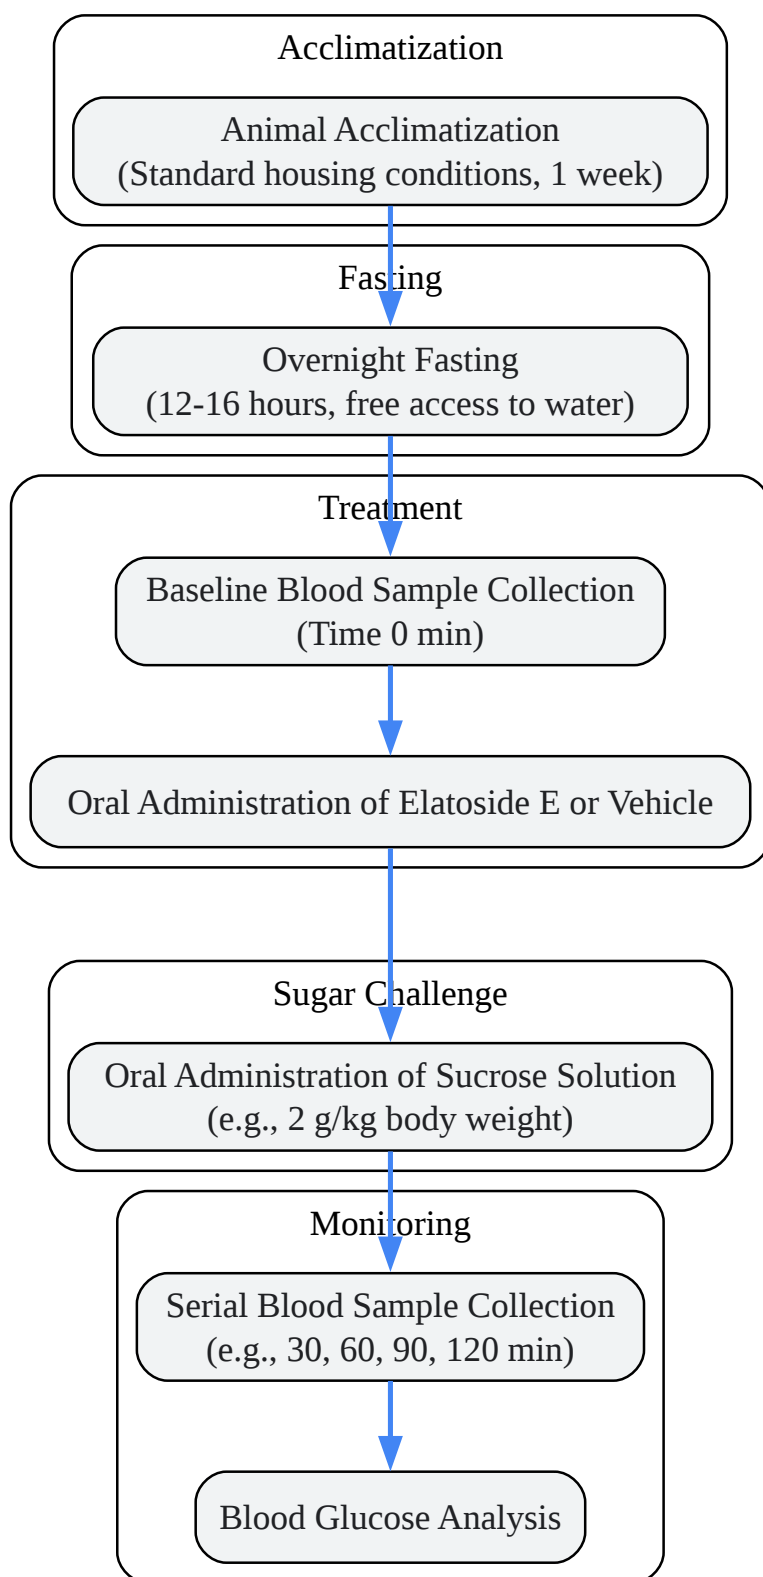 Acclimatization
Animal Acclimatization
(Standard housing conditions, 1 week)
Fasting
Overnight Fasting
(12-16 hours, free access to water)
Treatment
Baseline Blood Sample Collection
(Time 0 min)
Oral Administration of Elatoside E or Vehicle
Sugar Challenge
Oral Administration of Sucrose Solution
(e.g., 2 g/kg body weight)
Monitoring
Serial Blood Sample Collection
(e.g., 30, 60, 90, 120 min)
Blood Glucose Analysis